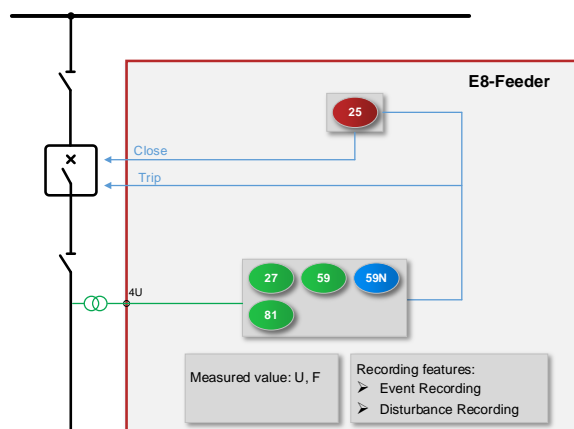 E8-Feeder
25
Close
Trip
27 59 59N
4U
81
Measured value: U, F
Recording features:
➢ Event Recording
➢ Disturbance Recording